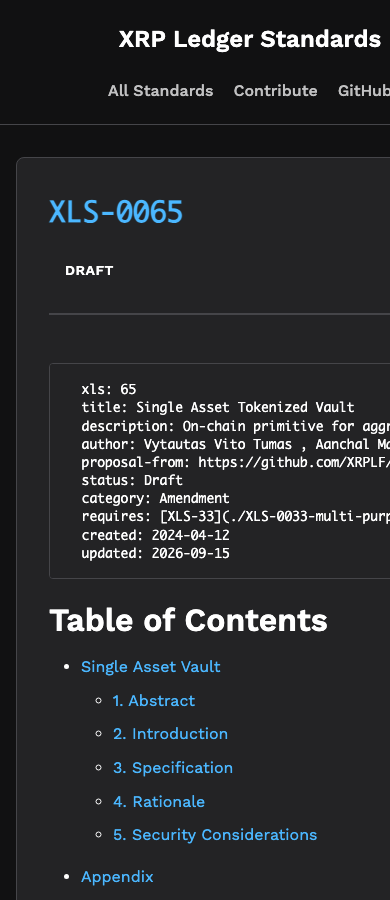 XRP Ledger Standards
All Standards Contribute GitHub
XLS-0065
DRAFT
xls: 65
title: Single Asset Tokenized Vault
description: On-chain primitive for aggr
author: Vytautas Vito Tumas , Aanchal Ma
proposal-from: https://github.com/XRPLF/
status: Draft
category: Amendment
requires: [XLS-33](./XLS-0033-multi-purp
created: 2024-04-12
updated: 2026-09-15
Table of Contents
Single Asset Vault
1. Abstract
2. Introduction
3. Specification
4. Rationale
5. Security Considerations
Appendix